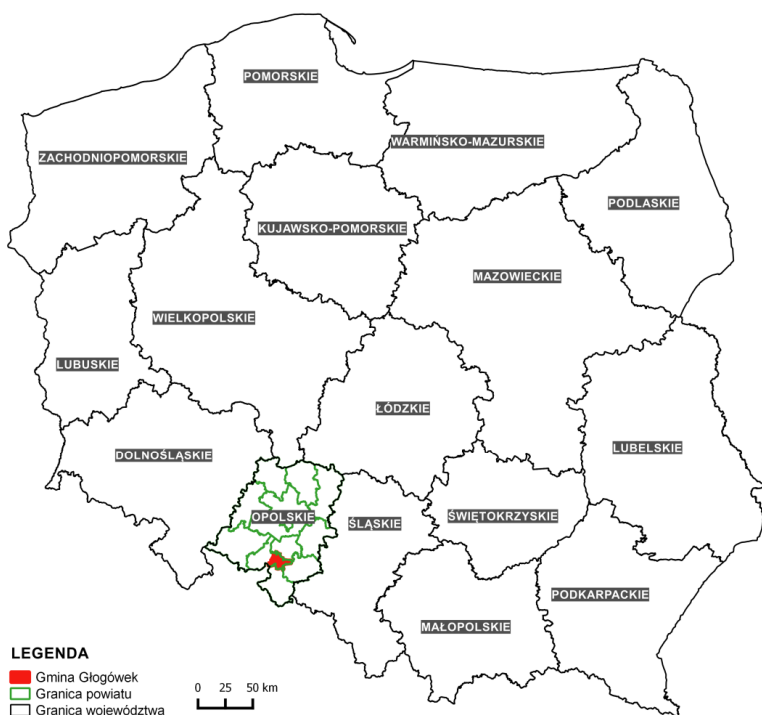 POMORSKIE
WARMIŃSKO-MAZURSKIE
ZACHODNIOPOMORSKIE
PODLASKIE
KUJAWSKO-POMORSKIE
MAZOWIECKIE
WIELKOPOLSKIE
LUBUSKIE
ŁÓDZKIE
LUBELSKIE
DOLNOŚLĄSKIE
OPOLSKIE
ŚLĄSKIE
ŚWIĘTOKRZYSKIE
PODKARPACKIE
MAŁOPOLSKIE
LEGENDA
Gmina Głogówek
Granica powiatu
Granica województwa
0 25 50 km